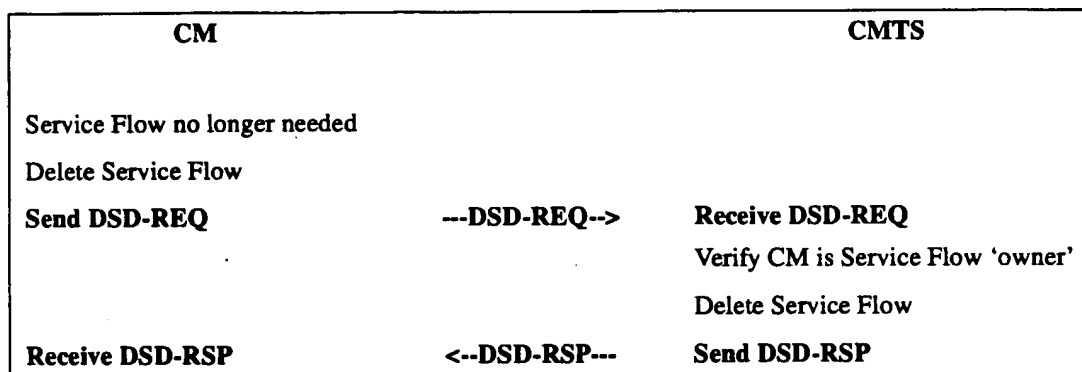 CM CMTS
Service Flow no longer needed
Delete Service Flow
Send DSD-REQ ---DSD-REQ--> Receive DSD-REQ
Verify CM is Service Flow ‘owner’
Delete Service Flow
Receive DSD-RSP <--DSD-RSP--- Send DSD-RSP